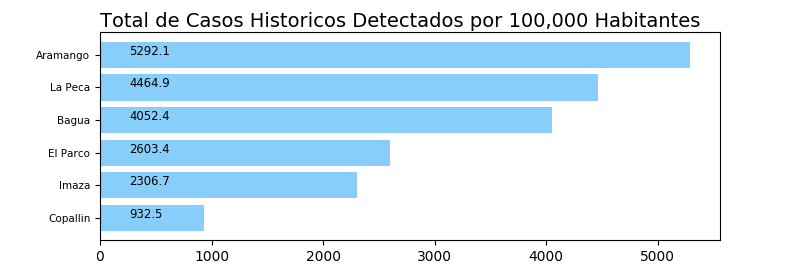 Total de Casos Historicos Detectados por 100,000 Habitantes
Aramango 5292.1
La Peca 4464.9
Bagua 4052.4
El Parco 2603.4
Imaza 2306.7
Copallin 932.5
0 1000 2000 3000 4000 5000